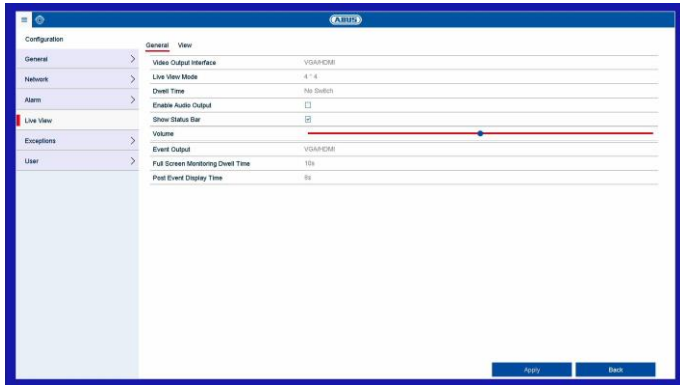 ABUS
Configuration
General View
General
Network
Alarm
Live View
Exceptions
User
Video Output Interface VGA/HDMI
Live View Mode 4 * 4
Dwell Time No Switch
Enable Audio Output
Show Status Bar
Volume
Event Output VGA/HDMI
Full Screen Monitoring Dwell Time 10s
Post Event Display Time
Apply Back